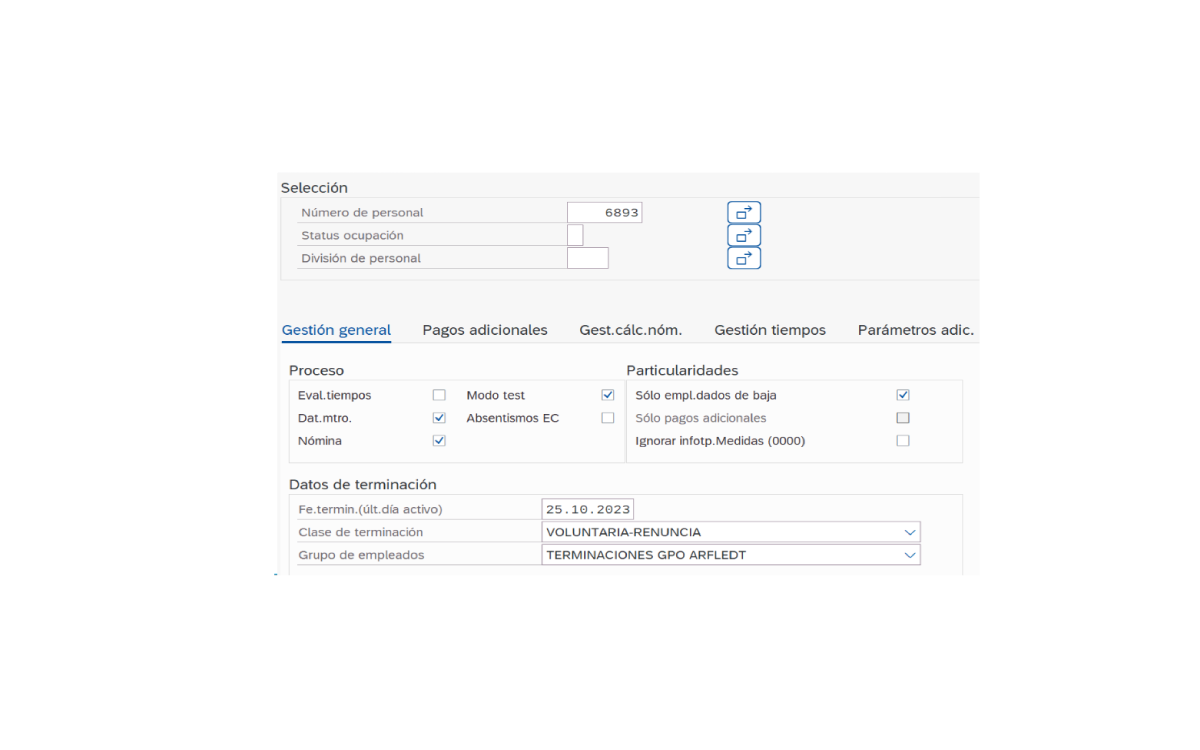 Selección
Número de personal 6893
Status ocupación
División de personal
Gestión general Pagos adicionales Gest.cálc.nóm. Gestión tiempos Parámetros adic.
Proceso Particularidades
Eval.tiempos Modo test Sólo empl.dados de baja
Dat.mtro. Absentismos EC Sólo pagos adicionales
Nómina Ignorar infotp.Medidas (0000)
Datos de terminación
Fe.termin.(últ.día activo) 25.10.2023
Clase de terminación VOLUNTARIA-RENUNCIA
Grupo de empleados TERMINACIONES GPO ARFLEDT